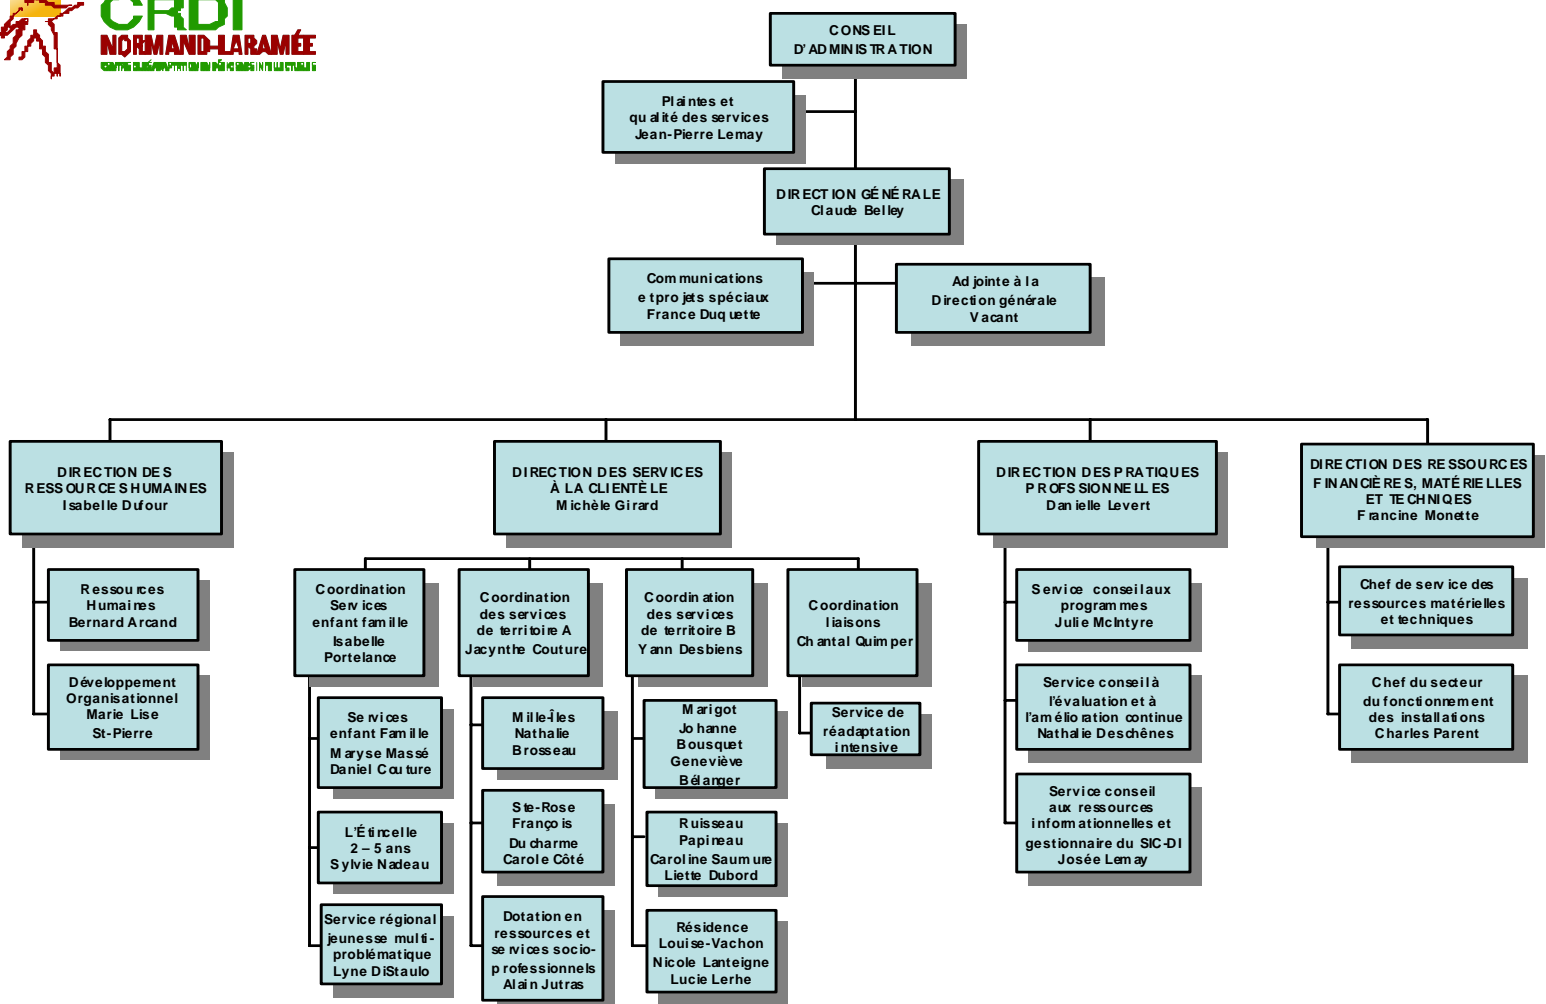 CRDI
NORMAND-LARAMÉE
CONSEIL
D'ADMINISTRATION
Plaintes et
qualité des services
Jean-Pierre Lemay
DIRECTION GÉNÉRALE
Claude Belley
Communications
et projets spéciaux
France Duquette
Adjointe à la
Direction générale
Vacant
DIRECTION DES
RESSOURCES HUMAINES
Isabelle Dufour
DIRECTION DES SERVICES
À LA CLIENTÈLE
Michèle Girard
DIRECTION DES PRATIQUES
PROFSSIONNELLES
Danielle Levert
DIRECTION DES RESSOURCES
FINANCIÈRES, MATÉRIELLES
ET TECHNIQES
Francine Monette
Ressources
Humaines
Bernard Arcand
Développement
Organisationnel
Marie Lise
St-Pierre
Coordination
Services
enfant famille
Isabelle
Portelance
Services
enfant Famille
Maryse Massé
Daniel Couture
L'Étincelle
2 – 5 ans
Sylvie Nadeau
Service régional
jeunesse multi-
problématique
Lyne DiStaulo
Coordination
des services
de territoire A
Jacynthe Couture
Mille-Îles
Nathalie
Brosseau
Ste-Rose
François
Ducharme
Carole Côté
Dotation en
ressources et
services socio-
professionnels
Alain Jutras
Coordination
des services
de territoire B
Yann Desbiens
Marigot
Johanne
Bousquet
Geneviève
Bélanger
Ruisseau
Papineau
Caroline Saumure
Liette Dubord
Résidence
Louise-Vachon
Nicole Lanteigne
Lucie Lerhe
Coordination
liaisons
Chantal Quimper
Service de
réadaptation
intensive
Service conseil aux
programmes
Julie McIntyre
Service conseil à
l'évaluation et à
l'amélioration continue
Nathalie Deschênes
Service conseil
aux ressources
informationnelles et
gestionnaire du SIC-DI
Josée Lemay
Chef de service des
ressources matérielles
et techniques
Chef du secteur
du fonctionnement
des installations
Charles Parent